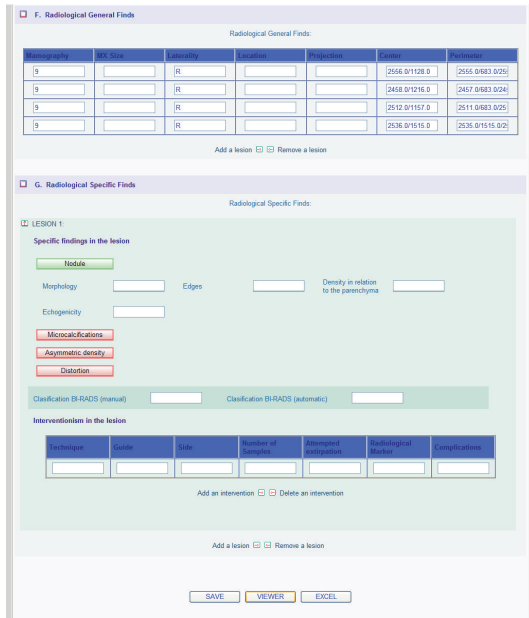 F. Radiological General Finds
Radiological General Finds:
Mamography MX Size Laterality Location Projection Center Perimeter
9 R 2556.0/1128.0 2555.0/683.0/25
9 R 2458.0/1216.0 2457.0/683.0/24
9 R 2512.0/1157.0 2511.0/683.0/25
9 R 2536.0/1515.0 2535.0/1515.0/2
Add a lesion Remove a lesion
G. Radiological Specific Finds
Radiological Specific Finds:
LESION 1:
Specific findings in the lesion
Nodule
Morphology Edges Density in relation
to the parenchyma
Echogenicity
Microcalcifications
Asymmetric density
Distortion
Clasification BI-RADS (manual) Clasification BI-RADS (automatic)
Interventionism in the lesion
Technique Guide Side Number of Samples Attempted extirpation Radiological Marker Complications
Add an intervention Delete an intervention
Add a lesion Remove a lesion
SAVE VIEWER EXCEL